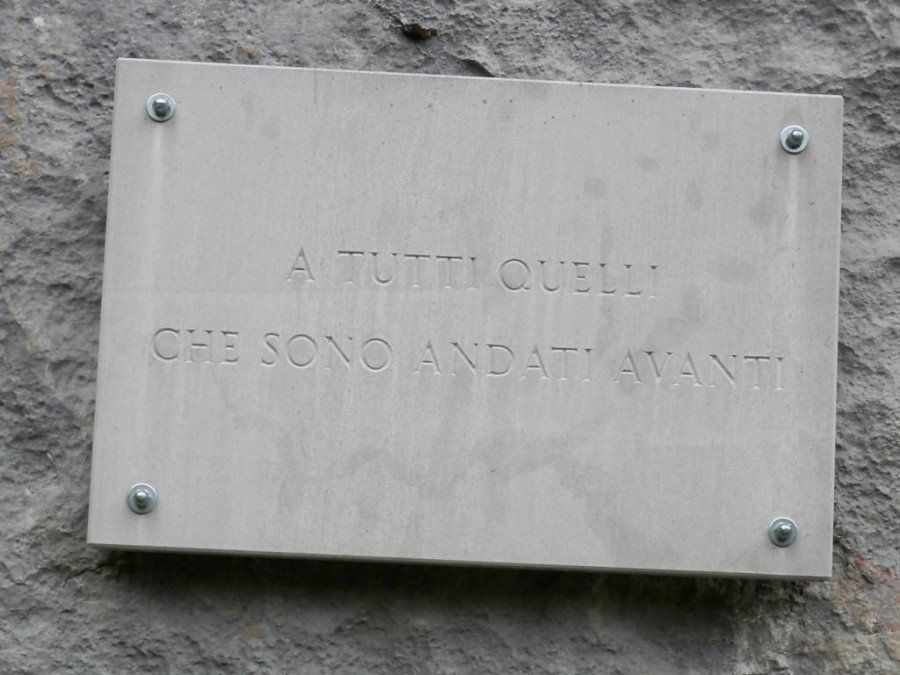 A TUTTI QUELLI
CHE SONO ANDATI AVANTI